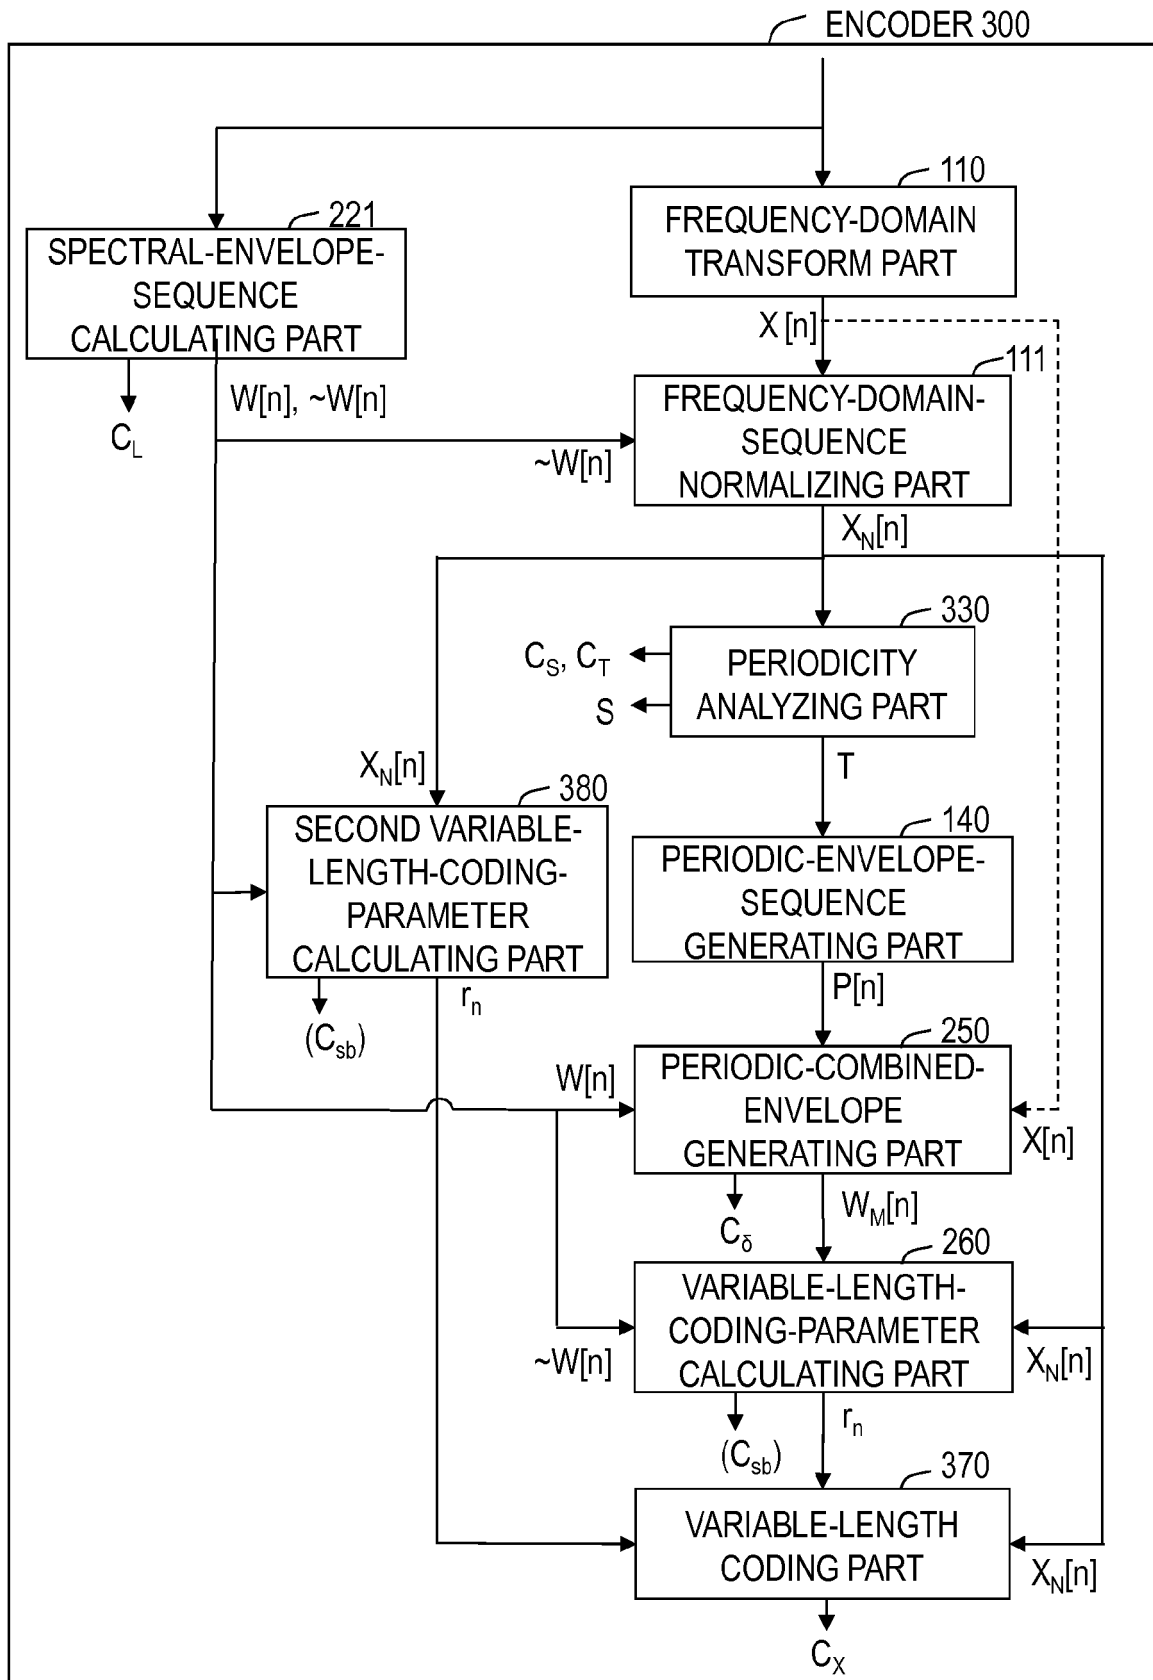 ENCODER 300
110
FREQUENCY-DOMAIN
TRANSFORM PART
221
SPECTRAL-ENVELOPE-
SEQUENCE
CALCULATING PART
X [n]
111
C_L
W[n], ~W[n]
~W[n]
FREQUENCY-DOMAIN-
SEQUENCE
NORMALIZING PART
X_N[n]
330
PERIODICITY
ANALYZING PART
C_S, C_T
S
T
X_N[n]
380
SECOND VARIABLE-
LENGTH-CODING-
PARAMETER
CALCULATING PART
(C_sb)
r_n
140
PERIODIC-ENVELOPE-
SEQUENCE
GENERATING PART
P[n]
250
W[n]
PERIODIC-COMBINED-
ENVELOPE
GENERATING PART
X[n]
C_δ
W_M[n]
260
VARIABLE-LENGTH-
CODING-PARAMETER
CALCULATING PART
~W[n]
X_N[n]
(C_sb)
r_n
370
VARIABLE-LENGTH
CODING PART
X_N[n]
C_X